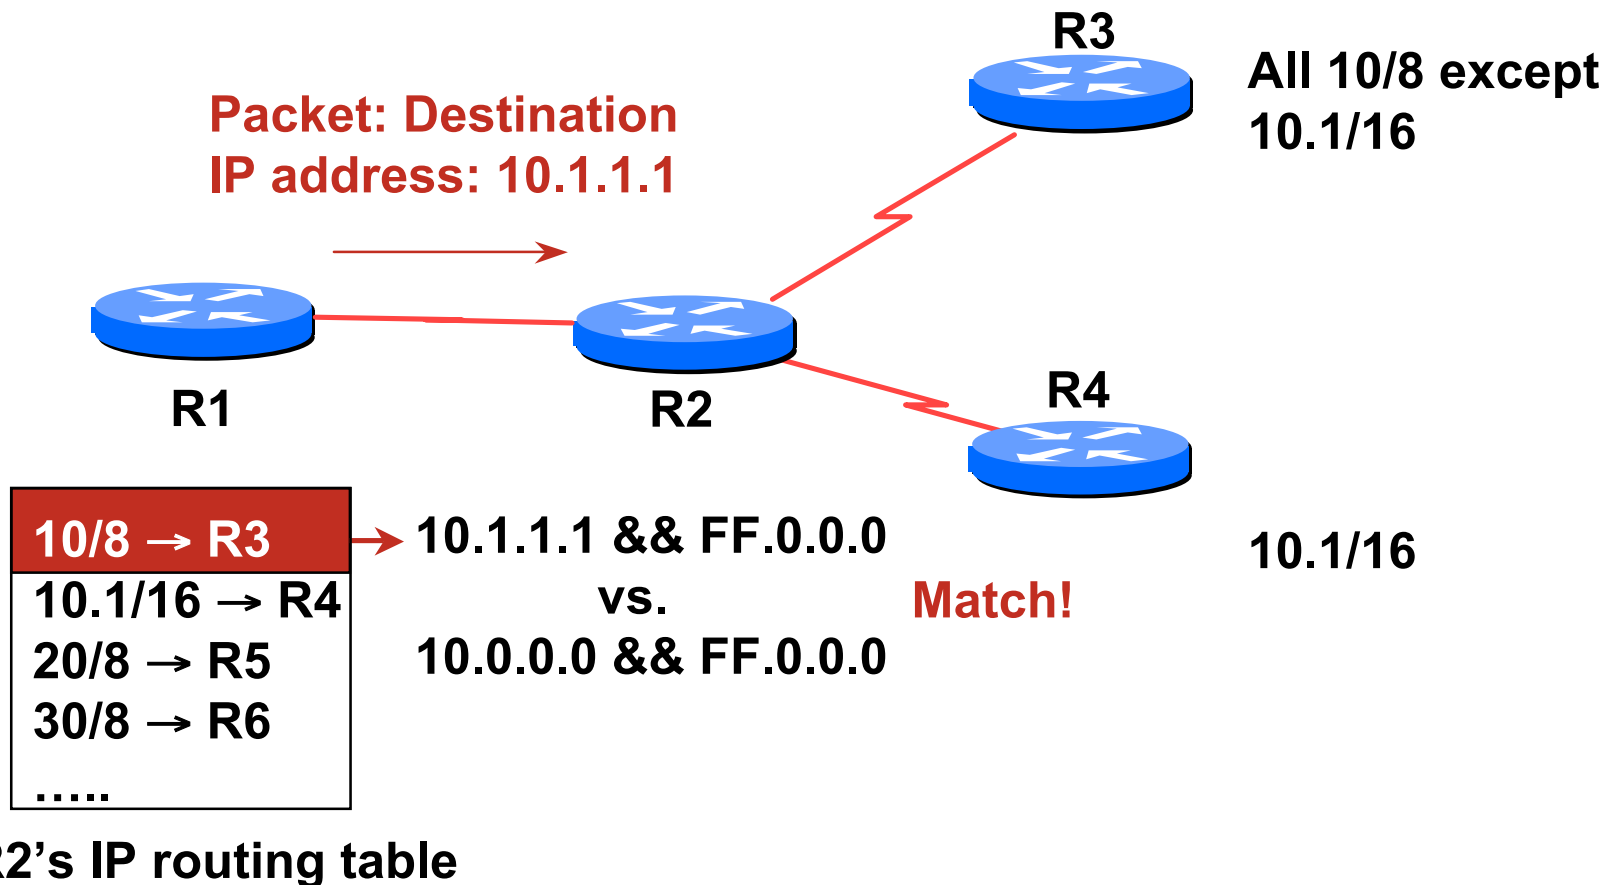 R3
All 10/8 except
10.1/16
Packet: Destination
IP address: 10.1.1.1
R1
R2
R4
10/8 → R3
10.1/16 → R4
20/8 → R5
30/8 → R6
…..
10.1.1.1 && FF.0.0.0
vs.
10.0.0.0 && FF.0.0.0
Match!
10.1/16
R2’s IP routing table